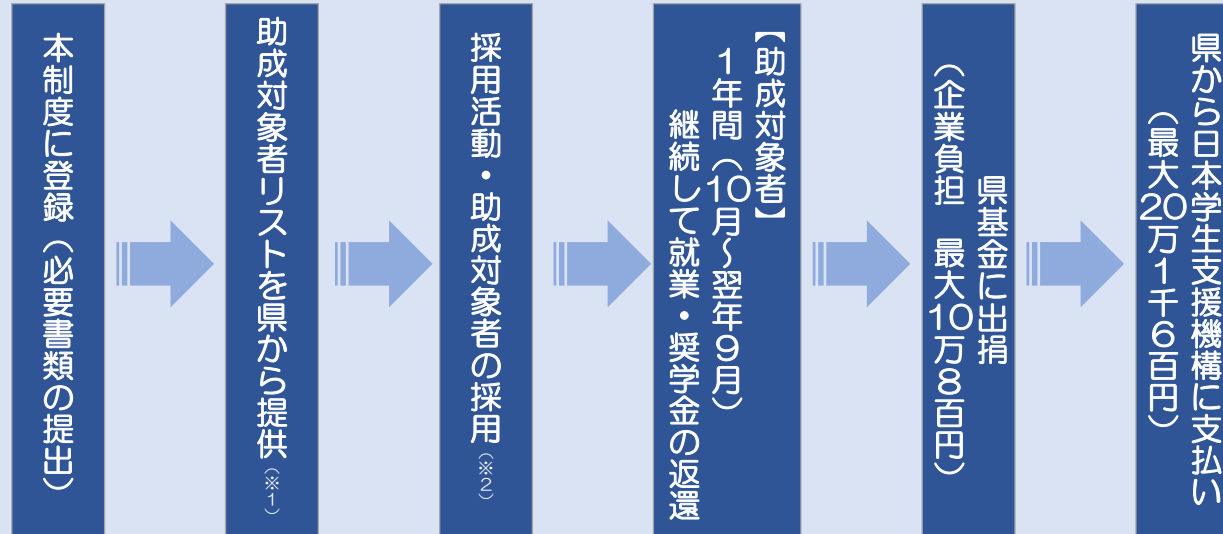 本制度に登録（必要書類の提出）
助成対象者リストを県から提供（※１）
採用活動・助成対象者の採用（※２）
【助成対象者】
１年間（10月～翌年９月）
継続して就業・奨学金の返還
県基金に出捐
（企業負担　最大10万８百円）
県から日本学生支援機構に支払い
（最大20万１千６百円）